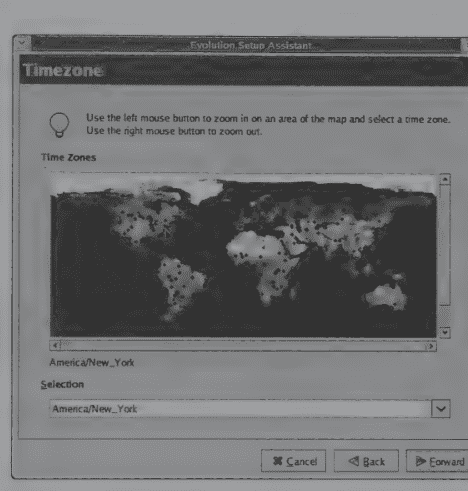 Evolution Setup Assistant
Timezone
Use the left mouse button to zoom in on an area of the map and select a time zone.
Use the right mouse button to zoom out.
Time Zones
America/New_York
Selection
America/New_York
Cancel
Back
Forward